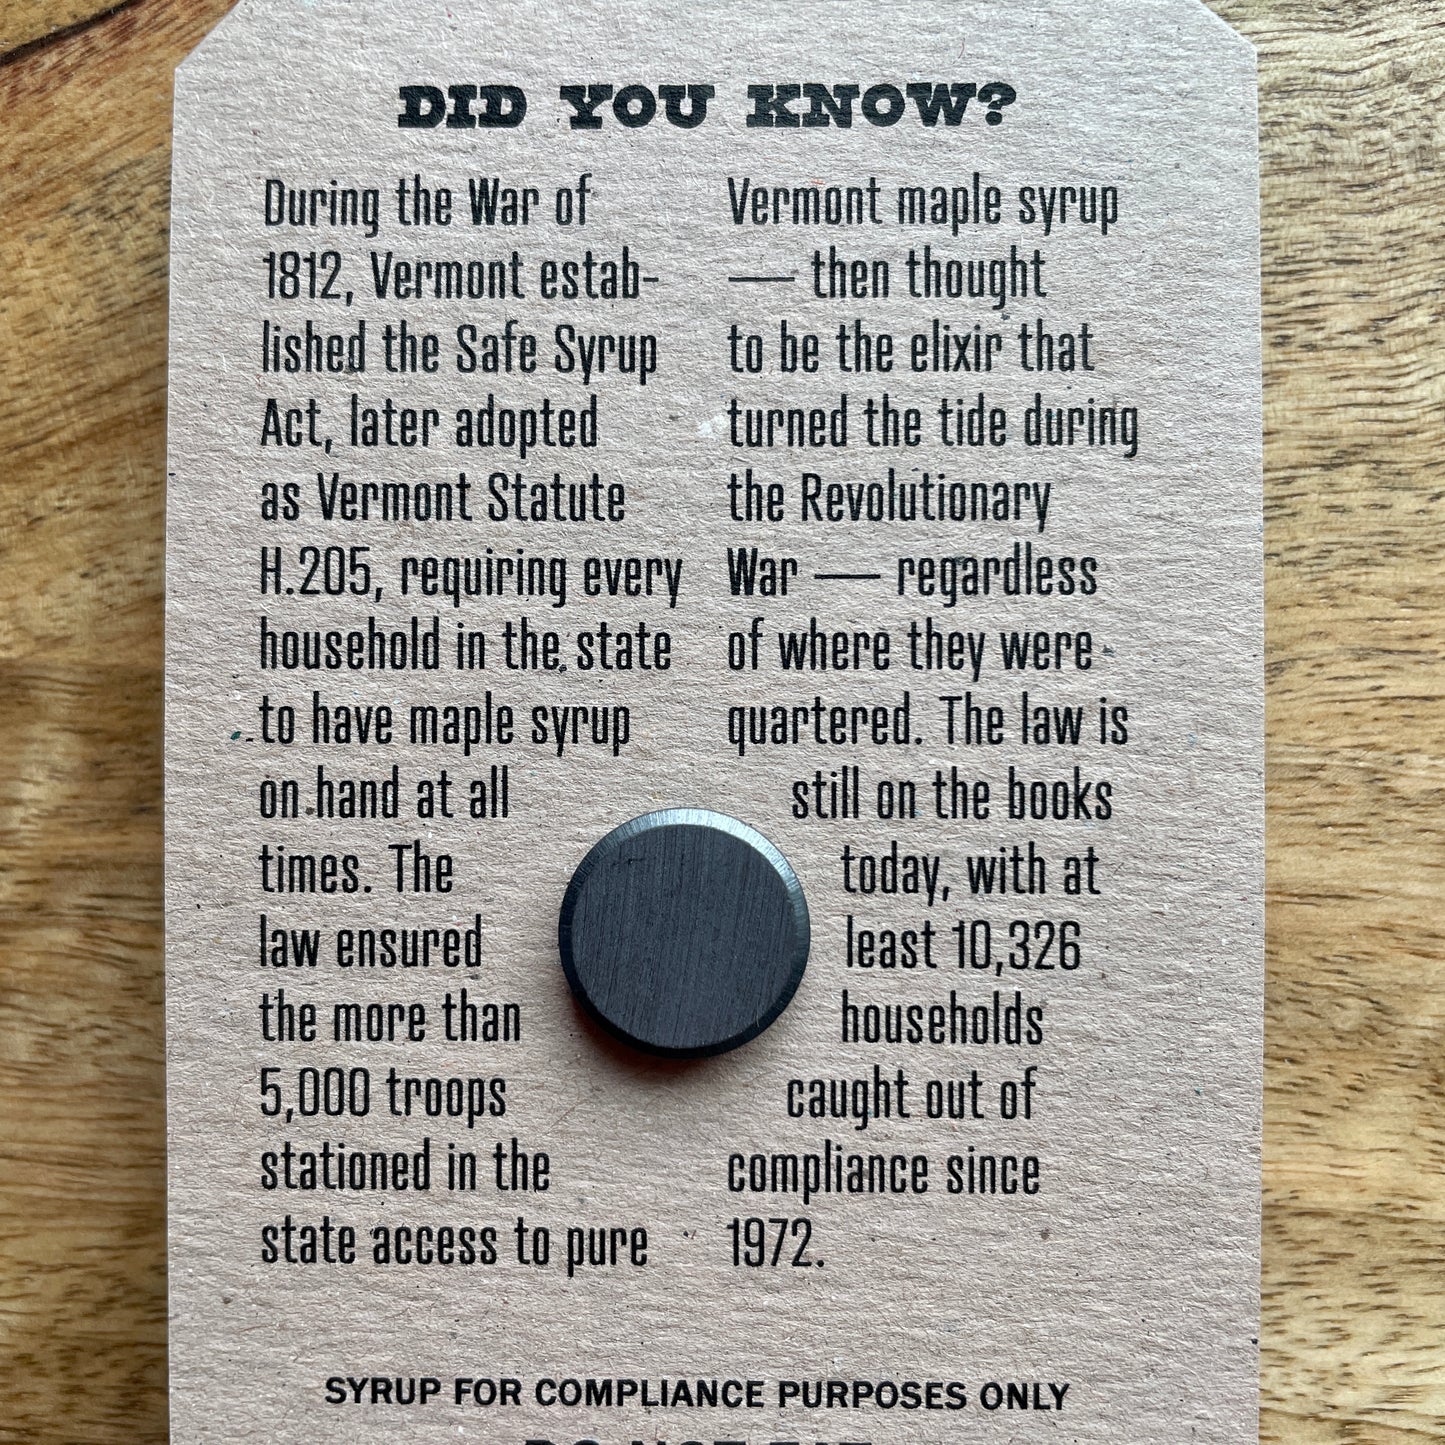 DID YOU KNOW?
During the War of
1812, Vermont estab-
lished the Safe Syrup
Act, later adopted
as Vermont Statute
H.205, requiring every
household in the state
to have maple syrup
on hand at all
times. The
law ensured
the more than
5,000 troops
stationed in the
state access to pure
Vermont maple syrup
— then thought
to be the elixir that
turned the tide during
the Revolutionary
War — regardless
of where they were
quartered. The law is
still on the books
today, with at
least 10,326
households
caught out of
compliance since
1972.
SYRUP FOR COMPLIANCE PURPOSES ONLY
DO NOT EAT